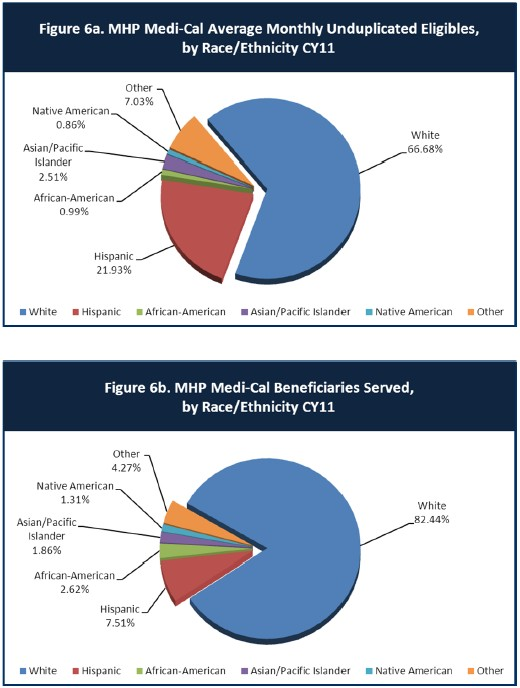 Figure 6a. MHP Medi-Cal Average Monthly Unduplicated Eligibles,
by Race/Ethnicity CY11
Other
7.03%
Native American
0.86%
Asian/Pacific
Islander
2.51%
African-American
0.99%
Hispanic
21.93%
White
66.68%
White Hispanic African-American Asian/Pacific Islander Native American Other
Figure 6b. MHP Medi-Cal Beneficiaries Served,
by Race/Ethnicity CY11
Other
4.27%
Native American
1.31%
Asian/Pacific
Islander
1.86%
African-American
2.62%
Hispanic
7.51%
White
82.44%
White Hispanic African-American Asian/Pacific Islander Native American Other